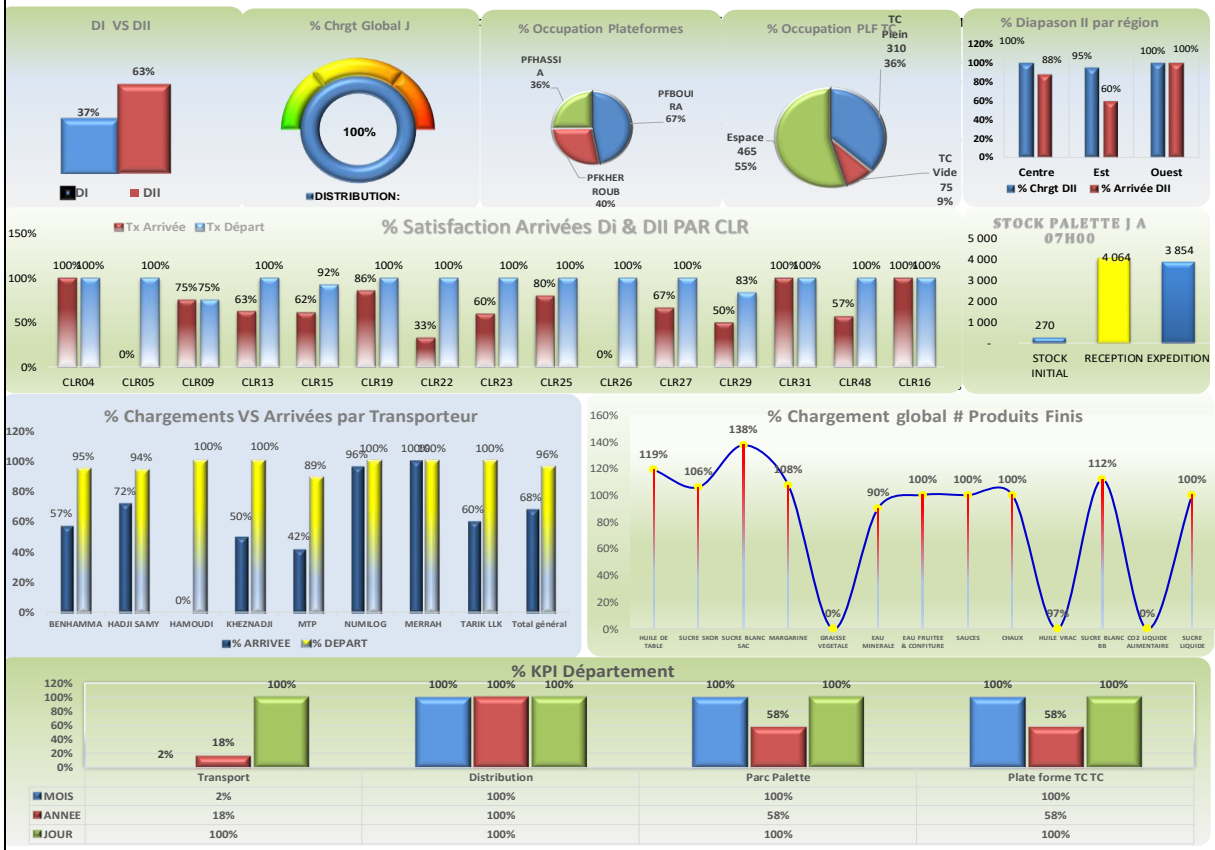 DI VS DII
63%
37%
DI DII
% Chrgt Global J
100%
DISTRIBUTION:
% Occupation Plateformes
PFHASSI
A
36%
PFBOUI
RA
67%
PFKHER
ROUB
40%
% Occupation PLF TC
TC
Plein
310
36%
Espace
465
55%
TC
Vide
75
9%
% Diapason II par région
120%
100%
80%
60%
40%
20%
0%
100% 88% 95% 60% 100% 100%
Centre Est Ouest
% Chrgt DII % Arrivée DII
% Satisfaction Arrivées Di & DII PAR CLR
Tx Arrivée Tx Départ
150%
100%
50%
0%
100% 100% 0% 100% 75% 75% 63% 100% 62% 92% 86% 100% 33% 100% 60% 100% 80% 100% 0% 100% 67% 100% 50% 83% 100% 100% 57% 100% 100% 100%
CLR04 CLR05 CLR09 CLR13 CLR15 CLR19 CLR22 CLR23 CLR25 CLR26 CLR27 CLR29 CLR31 CLR48 CLR16
STOCK PALETTE J A
07H00
5 000
4 000
3 000
2 000
1 000
-
270 4 064 3 854
STOCK
INITIAL
RECEPTION EXPEDITION
% Chargements VS Arrivées par Transporteur
120%
100%
80%
60%
40%
20%
0%
57% 95% 72% 94% 0% 100% 50% 100% 42% 89% 96% 100% 100% 100% 60% 100% 68% 96%
BENHAMMA HADJI SAMY HAMOUDI KHEZNADJI MTP NUMILOG MERRAH TARIK LLK Total général
% ARRIVEE % DEPART
% Chargement global # Produits Finis
160%
140%
120%
100%
80%
60%
40%
20%
0%
119% 106% 138% 108% 0% 90% 100% 100% 100% 97% 112% 0% 100%
HUILE DE
TABLE
SUCRE SKOR
SUCRE BLANC
SAC
MARGARINE
GRAISSE
VEGETALE
EAU
MINERALE
EAU FRUITEE
& CONFITURE
SAUCES
CHAUX
HUILE VRAC
SUCRE BLANC
BB
CO2 LIQUIDE
ALIMENTAIRE
SUCRE
LIQUIDE
% KPI Département
120%
100%
80%
60%
40%
20%
0%
2% 18% 100% 100% 100% 100% 100% 58% 100% 100% 58% 100%
Transport Distribution Parc Palette Plate forme TC TC
MOIS 2% 100% 100% 100%
ANNEE 18% 100% 58% 58%
JOUR 100% 100% 100% 100%